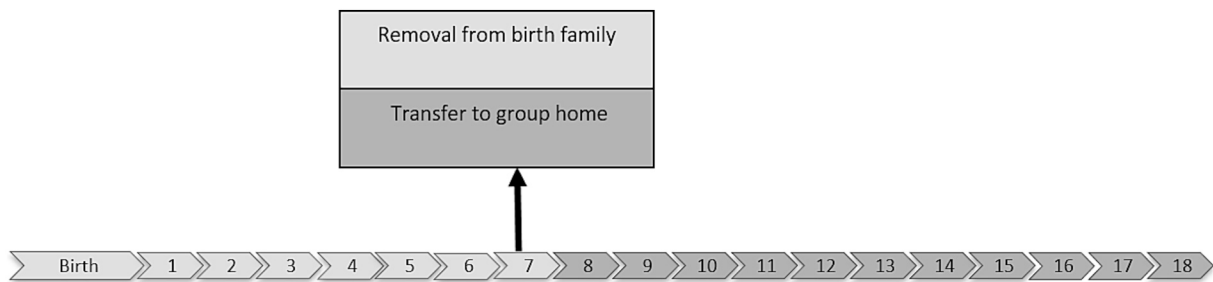 Removal from birth family
Transfer to group home
Birth 1 2 3 4 5 6 7 8 9 10 11 12 13 14 15 16 17 18